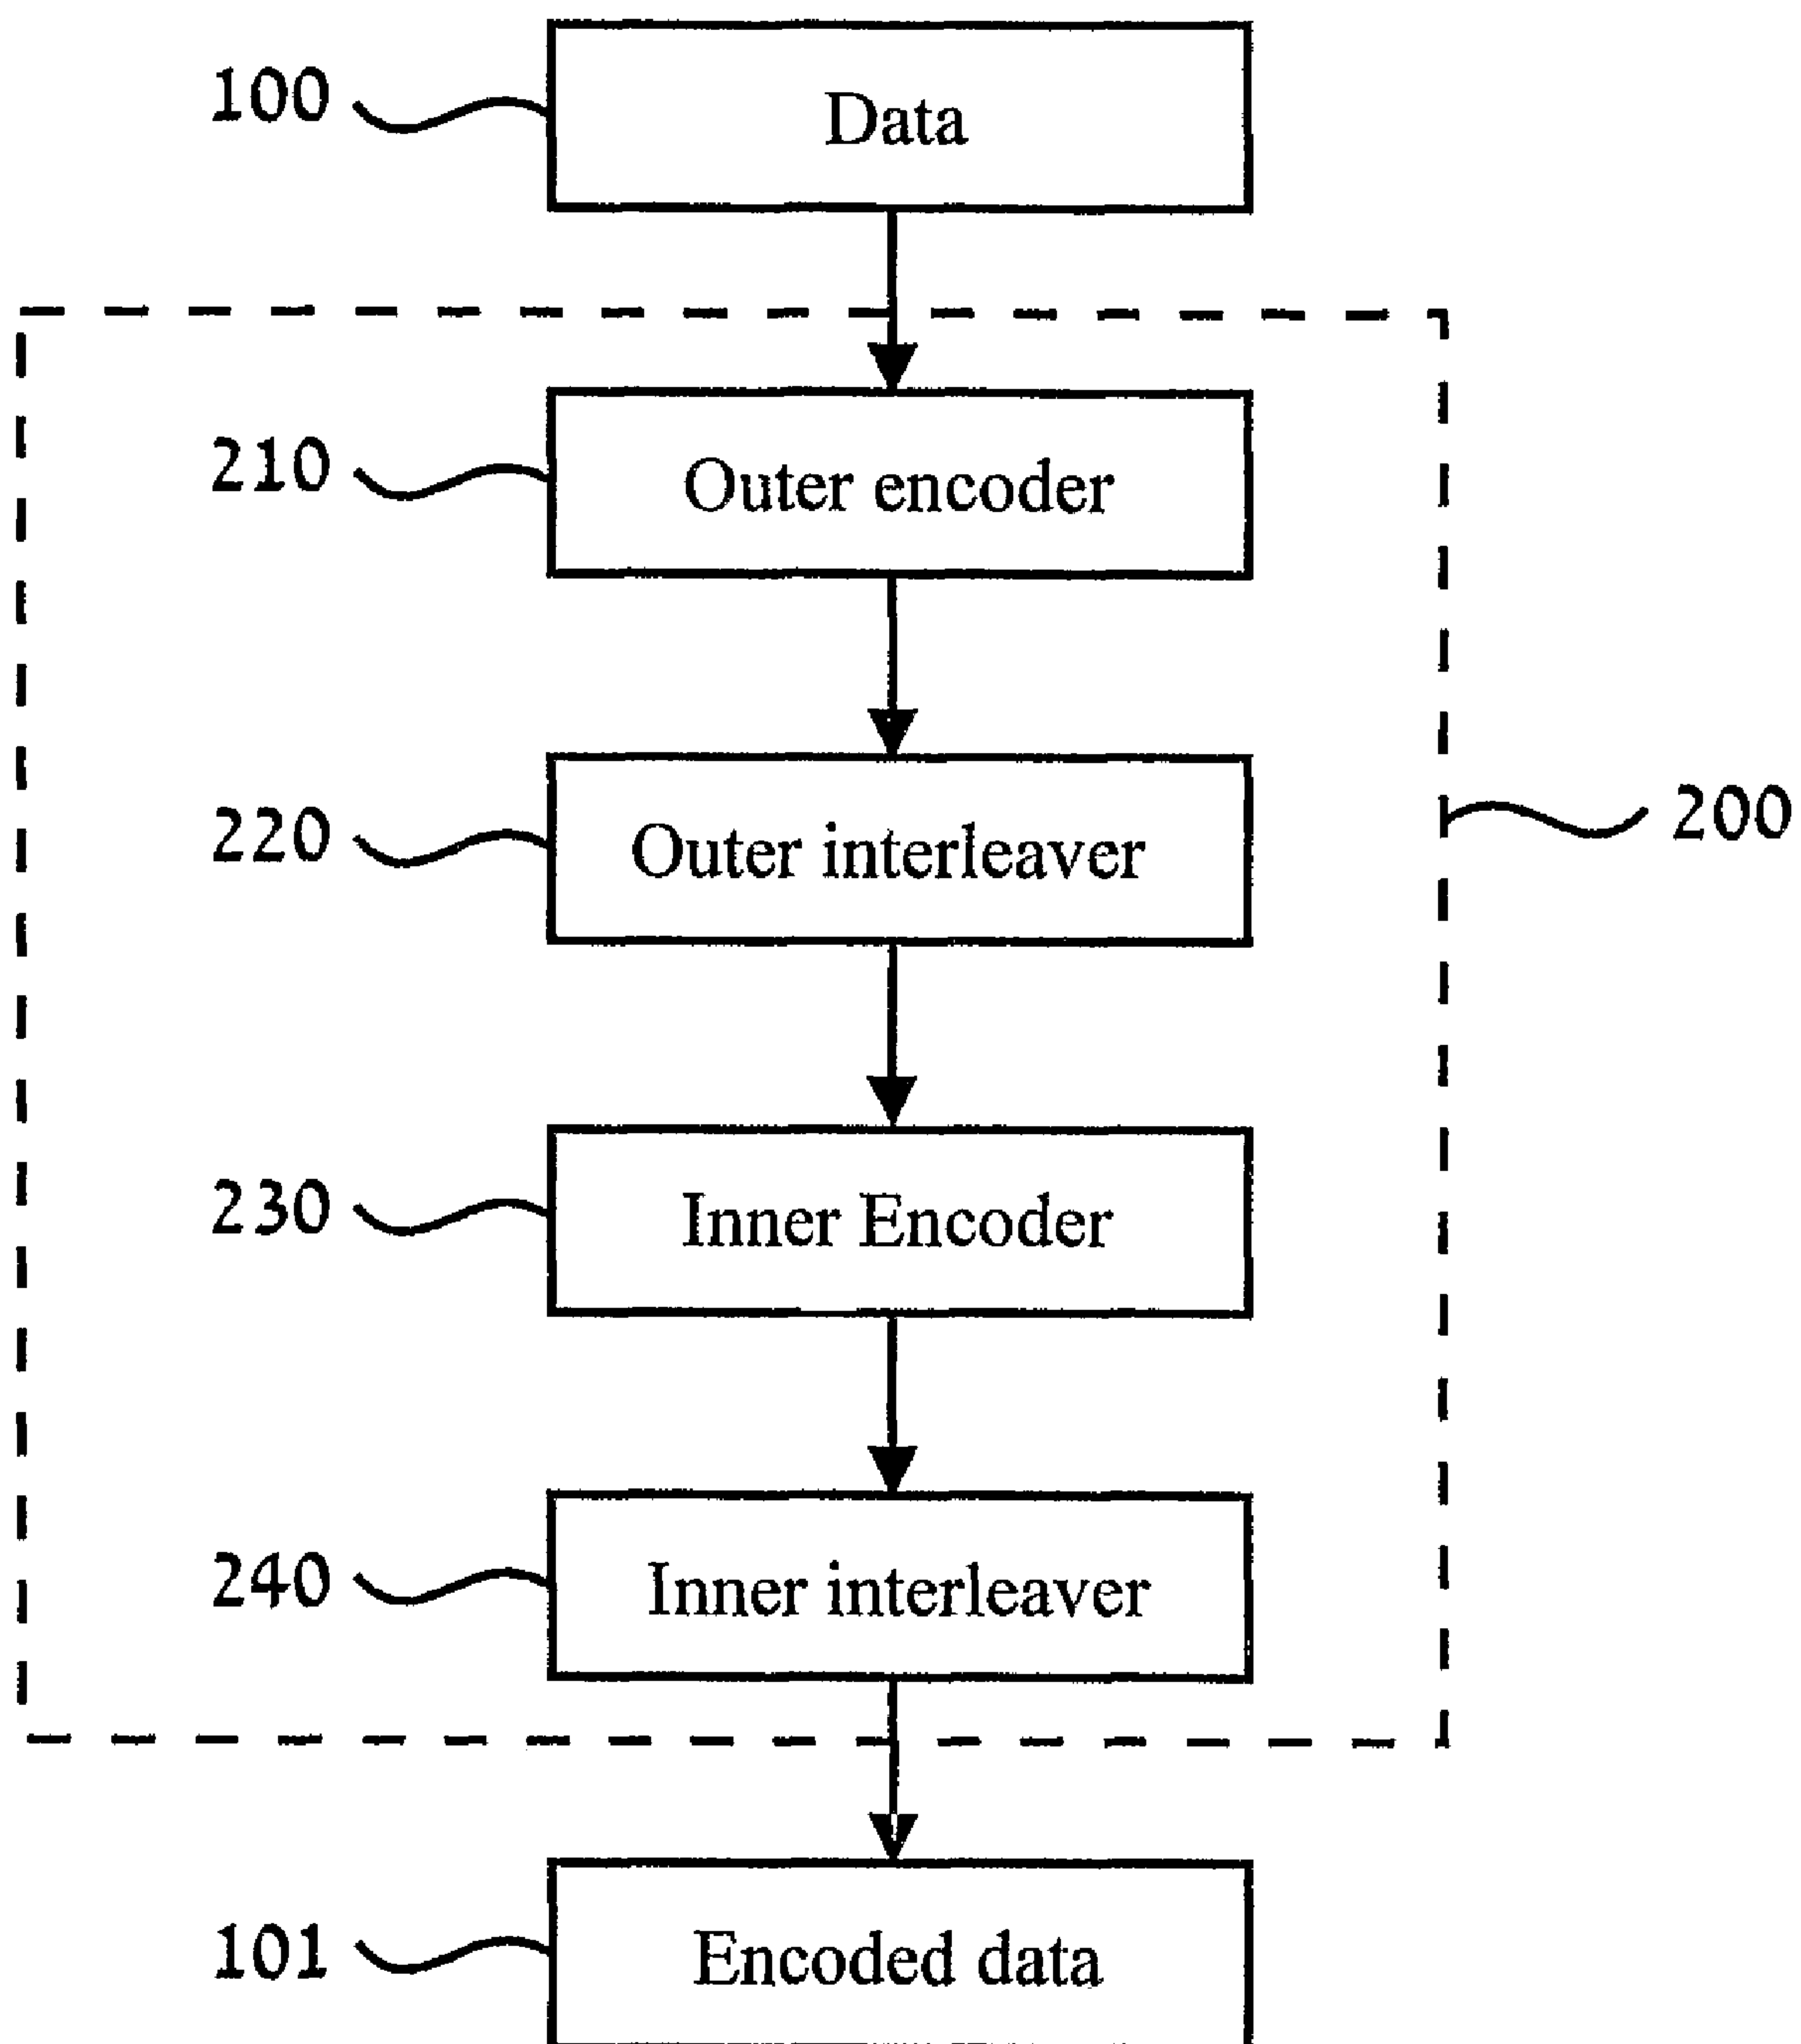 100 Data
210 Outer encoder
220 Outer interleaver
200
230 Inner Encoder
240 Inner interleaver
101 Encoded data